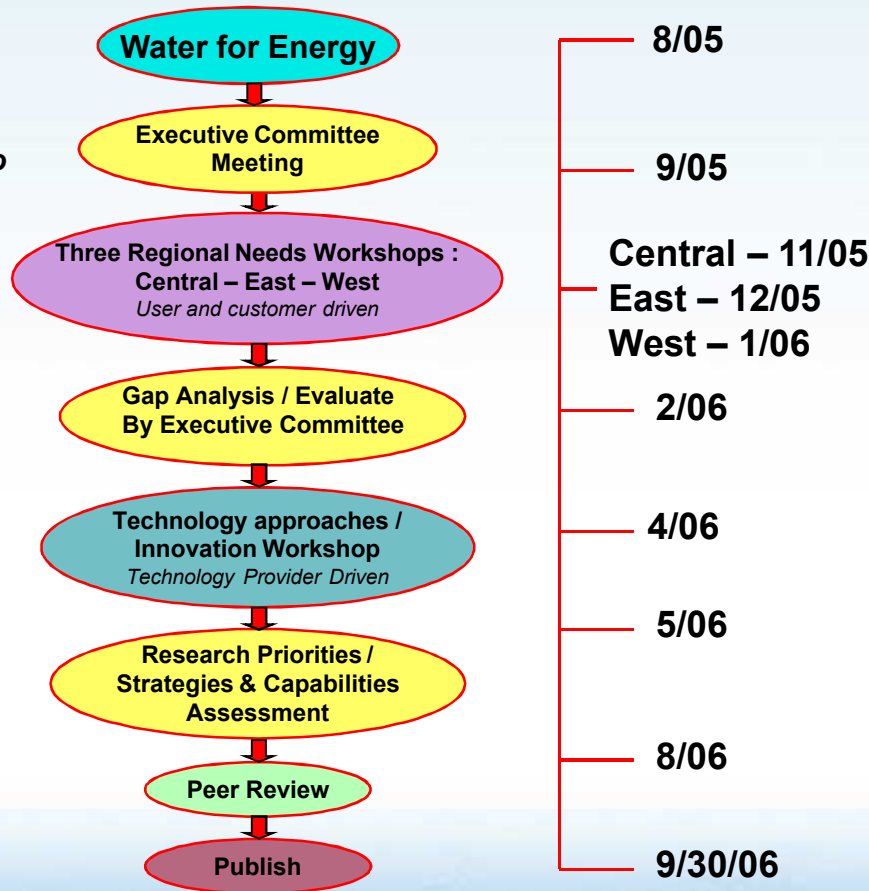 Water for Energy
8/05
Executive Committee
Meeting
9/05
Three Regional Needs Workshops :
Central – East – West
User and customer driven
Central – 11/05
East – 12/05
West – 1/06
Gap Analysis / Evaluate
By Executive Committee
2/06
Technology approaches /
Innovation Workshop
Technology Provider Driven
4/06
Research Priorities /
Strategies & Capabilities
Assessment
5/06
Peer Review
8/06
Publish
9/30/06